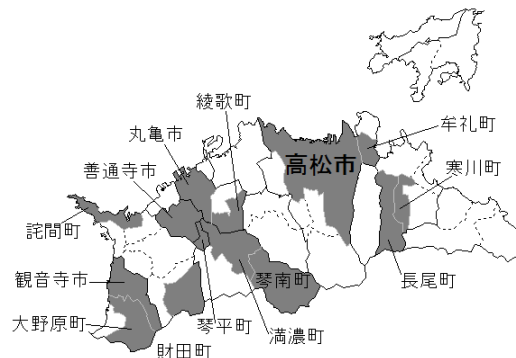 綾歌町
丸亀市
牟礼町
善通寺市
高松市
寒川町
詫間町
観音寺市
琴南町
長尾町
大野原町
琴平町
満濃町
財田町